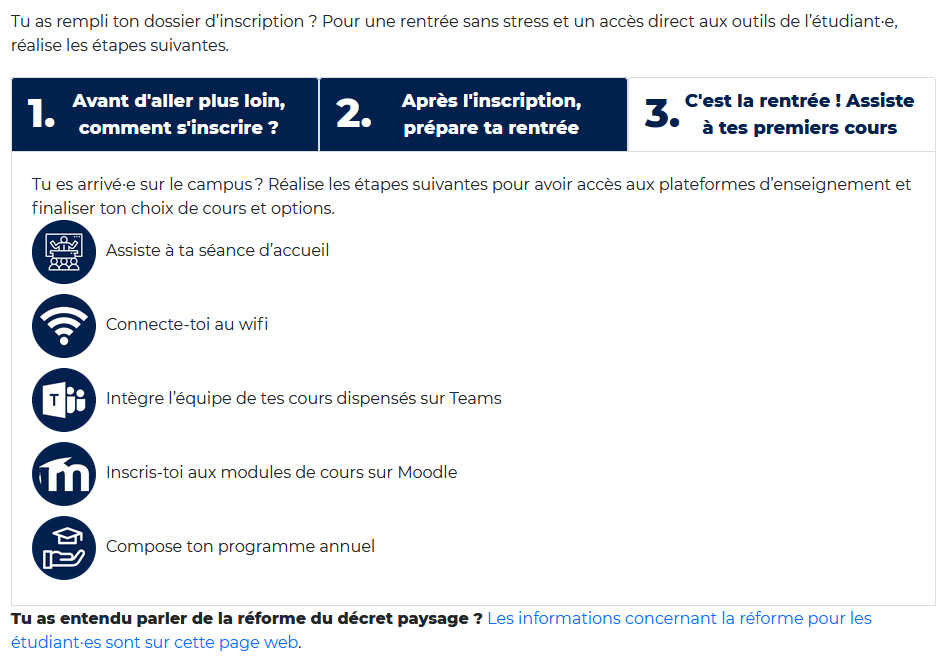 Tu as rempli ton dossier d’inscription ? Pour une rentrée sans stress et un accès direct aux outils de l’étudiant·e,
réalise les étapes suivantes.
1. Avant d'aller plus loin,
comment s'inscrire ?
2. Après l'inscription,
prépare ta rentrée
3. C'est la rentrée ! Assiste
à tes premiers cours
Tu es arrivé·e sur le campus ? Réalise les étapes suivantes pour avoir accès aux plateformes d’enseignement et
finaliser ton choix de cours et options.
Assiste à ta séance d’accueil
Connecte-toi au wifi
T
Intègre l’équipe de tes cours dispensés sur Teams
m
Inscris-toi aux modules de cours sur Moodle
Compose ton programme annuel
Tu as entendu parler de la réforme du décret paysage ? Les informations concernant la réforme pour les
étudiant·es sont sur cette page web.